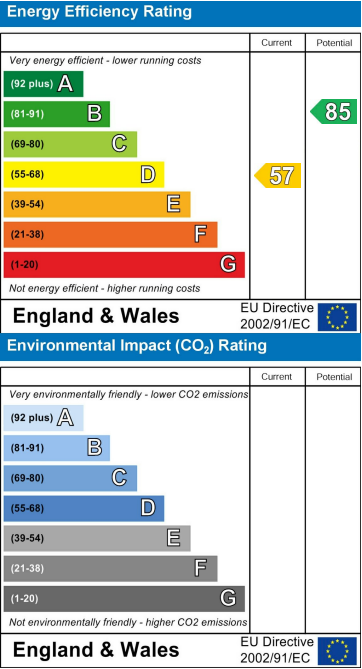 Energy Efficiency Rating
Current Potential
Very energy efficient - lower running costs
(92 plus) A
(81-91) B
85
(69-80) C
(55-68) D
57
(39-54) E
(21-38) F
(1-20) G
Not energy efficient - higher running costs
England & Wales
EU Directive
2002/91/EC
Environmental Impact (CO₂) Rating
Current Potential
Very environmentally friendly - lower CO2 emissions
(92 plus) A
(81-91) B
(69-80) C
(55-68) D
(39-54) E
(21-38) F
(1-20) G
Not environmentally friendly - higher CO2 emissions
England & Wales
EU Directive
2002/91/EC